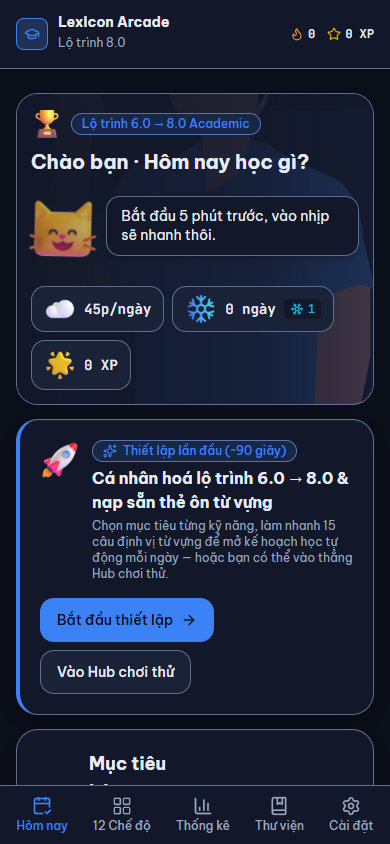 Lexicon Arcade
Lộ trình 8.0
0
0 XP
Lộ trình 6.0→8.0 Academic
Chào bạn · Hôm nay học gì?
Bắt đầu 5 phút trước, vào nhịp
sẽ nhanh thôi.
45p/ngày
0 ngày
1
0 XP
Thiết lập lần đầu (~90 giây)
Cá nhân hoá lộ trình 6.0→8.0 &
nạp sẵn thẻ ôn từ vựng
Chọn mục tiêu từng kỹ năng, làm nhanh 15
câu định vị từ vựng để mở kế hoạch học tự
động mỗi ngày — hoặc bạn có thể vào thẳng
Hub chơi thử.
Bắt đầu thiết lập →
Vào Hub chơi thử
Mục tiêu
Hôm nay
12 Chế độ
Thống kê
Thư viện
Cài đặt